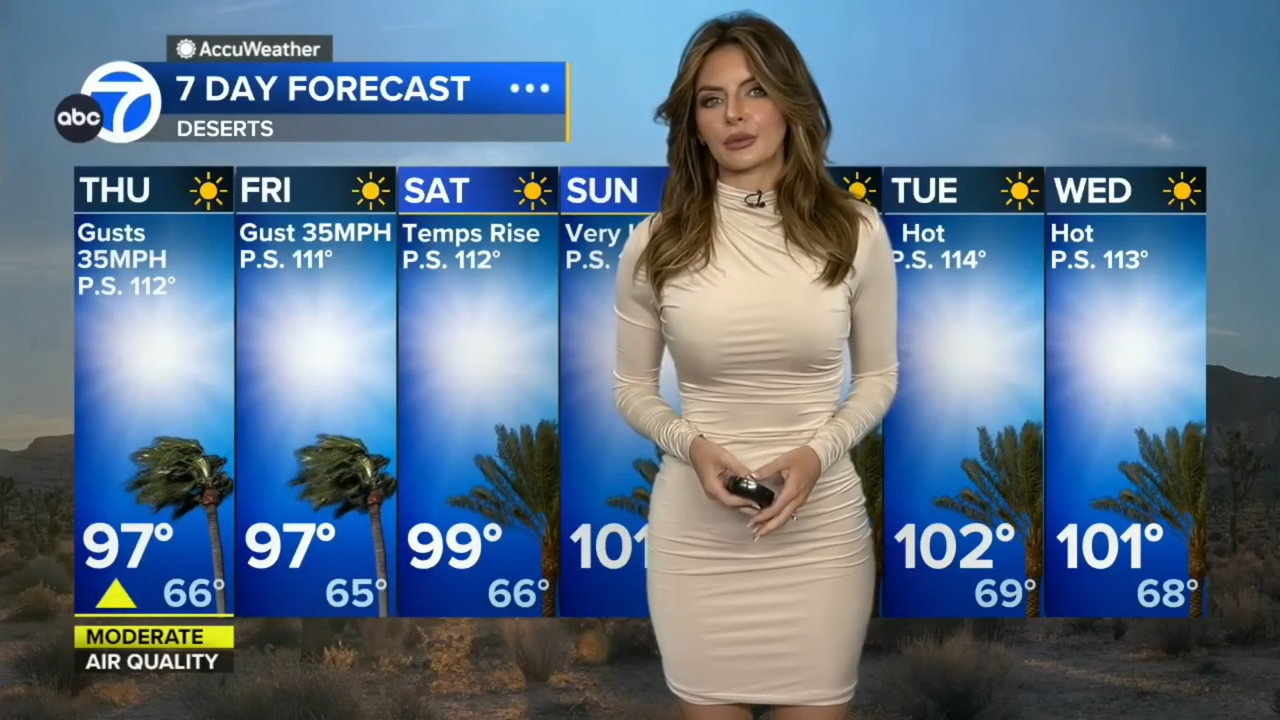 AccuWeather
abc 7
7 DAY FORECAST
DESERTS
THU
Gusts
35MPH
P.S. 112°
97°
66°
MODERATE
AIR QUALITY
FRI
Gust 35MPH
P.S. 111°
97°
65°
SAT
Temps Rise
P.S. 112°
99°
66°
SUN
Very
P.S.
101
TUE
Hot
P.S. 114°
102°
69°
WED
Hot
P.S. 113°
101°
68°